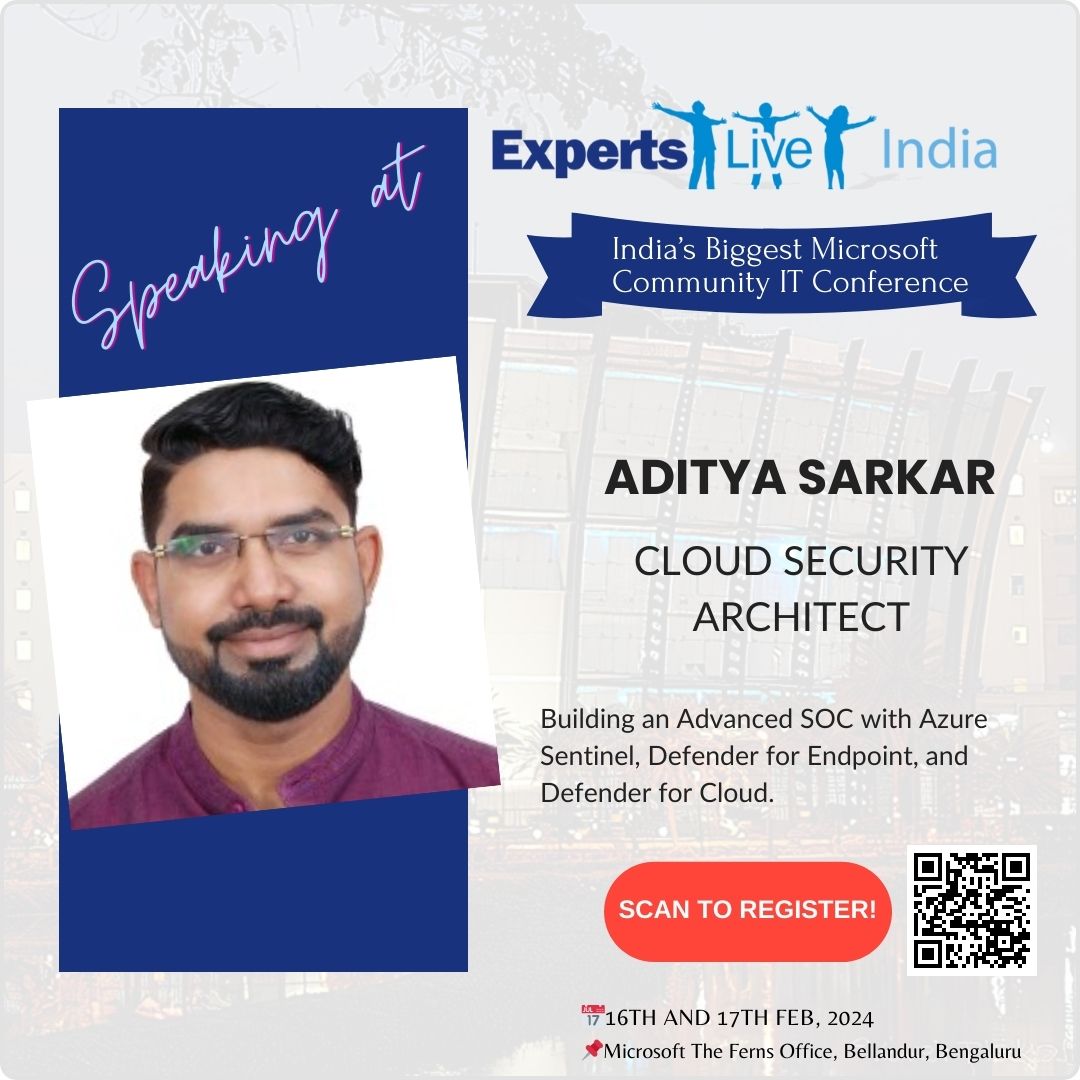 Speaking at
Experts Live India
India's Biggest Microsoft
Community IT Conference
ADITYA SARKAR
CLOUD SECURITY
ARCHITECT
Building an Advanced SOC with Azure
Sentinel, Defender for Endpoint, and
Defender for Cloud.
SCAN TO REGISTER!
JUL
17
16TH AND 17TH FEB, 2024
Microsoft The Ferns Office, Bellandur, Bengaluru